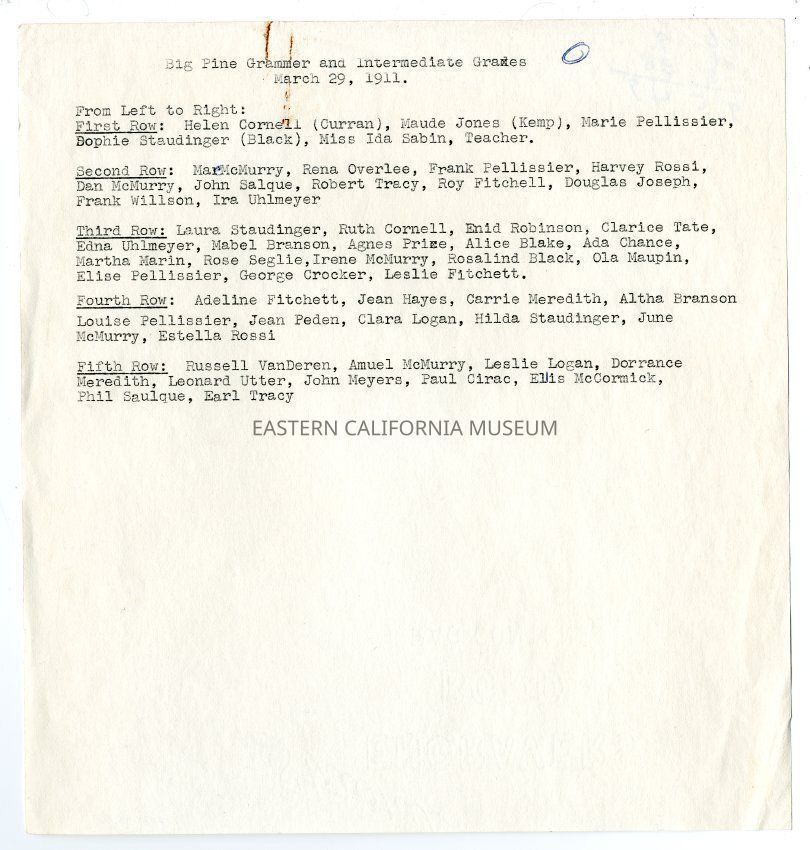 Big Pine Grammer and Intermediate Grades
March 29, 1911.
From Left to Right:
First Row: Helen Cornell (Curran), Maude Jones (Kemp), Marie Pellissier,
Sophie Staudinger (Black), Miss Ida Sabin, Teacher.
Second Row: Mar McMurry, Rena Overlee, Frank Pellissier, Harvey Rossi,
Dan McMurry, John Salque, Robert Tracy, Roy Fitchell, Douglas Joseph,
Frank Willson, Ira Uhlmeyer
Third Row: Laura Staudinger, Ruth Cornell, Enid Robinson, Clarice Tate,
Edna Uhlmeyer, Mabel Branson, Agnes Prize, Alice Blake, Ada Chance,
Martha Marin, Rose Seglie,Irene McMurry, Rosalind Black, Ola Maupin,
Elise Pellissier, George Crocker, Leslie Fitchett.
Fourth Row: Adeline Fitchett, Jean Hayes, Carrie Meredith, Altha Branson
Louise Pellissier, Jean Peden, Clara Logan, Hilda Staudinger, June
McMurry, Estella Rossi
Fifth Row: Russell VanDeren, Amuel McMurry, Leslie Logan, Dorrance
Meredith, Leonard Utter, John Meyers, Paul Cirac, Ellis McCormick,
Phil Saulque, Earl Tracy
EASTERN CALIFORNIA MUSEUM